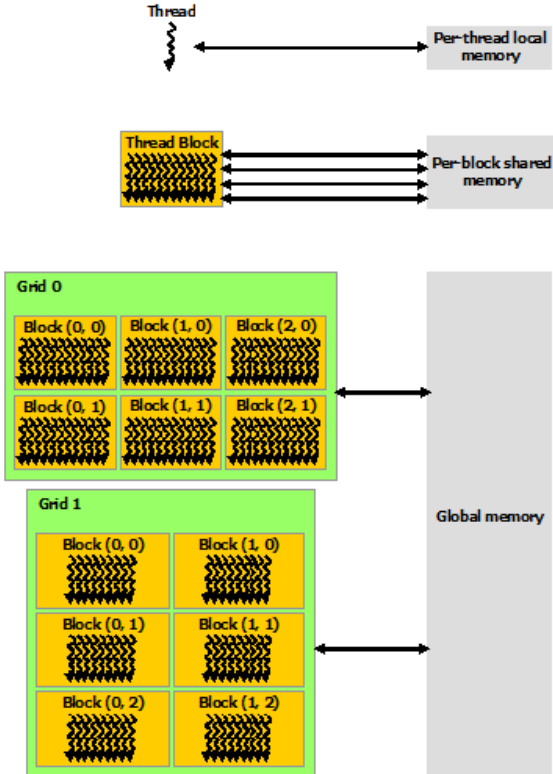 Thread
Per-thread local
memory
Thread Block
Per-block shared
memory
Grid 0
Block (0, 0)
Block (1, 0)
Block (2, 0)
Block (0, 1)
Block (1, 1)
Block (2, 1)
Grid 1
Block (0, 0)
Block (1, 0)
Global memory
Block (0, 1)
Block (1, 1)
Block (0, 2)
Block (1, 2)